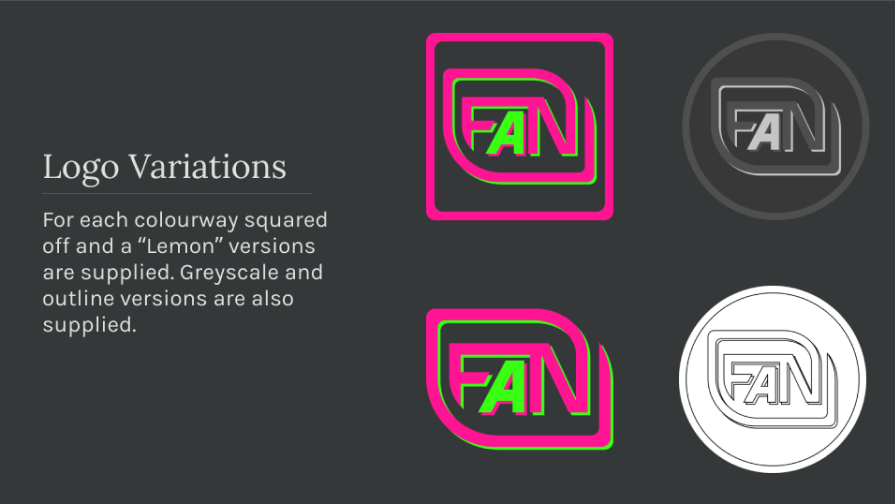 Logo Variations
For each colourway squared
off and a “Lemon” versions
are supplied. Greyscale and
outline versions are also
supplied.
FAN
FAN
FAN
FAN